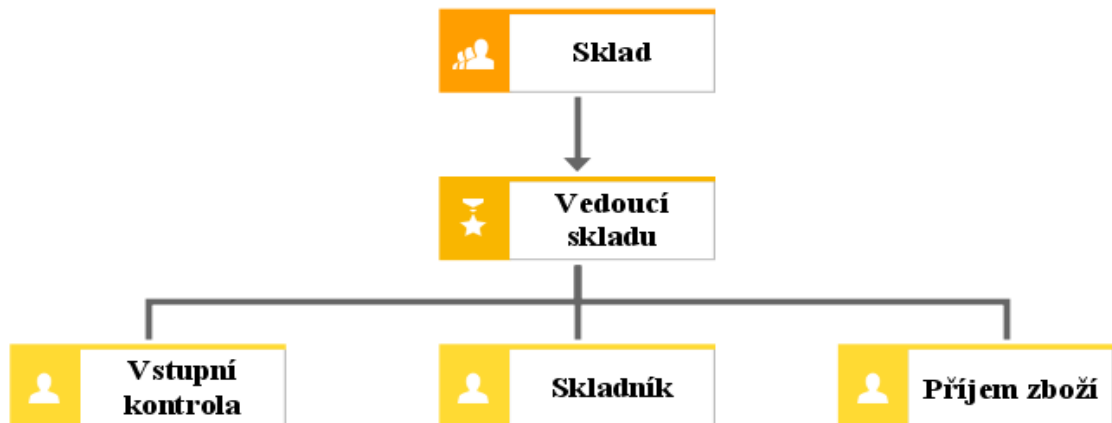 Sklad
Vedoucí
skladu
Vstupní
kontrola
Skladník
Příjem zboží